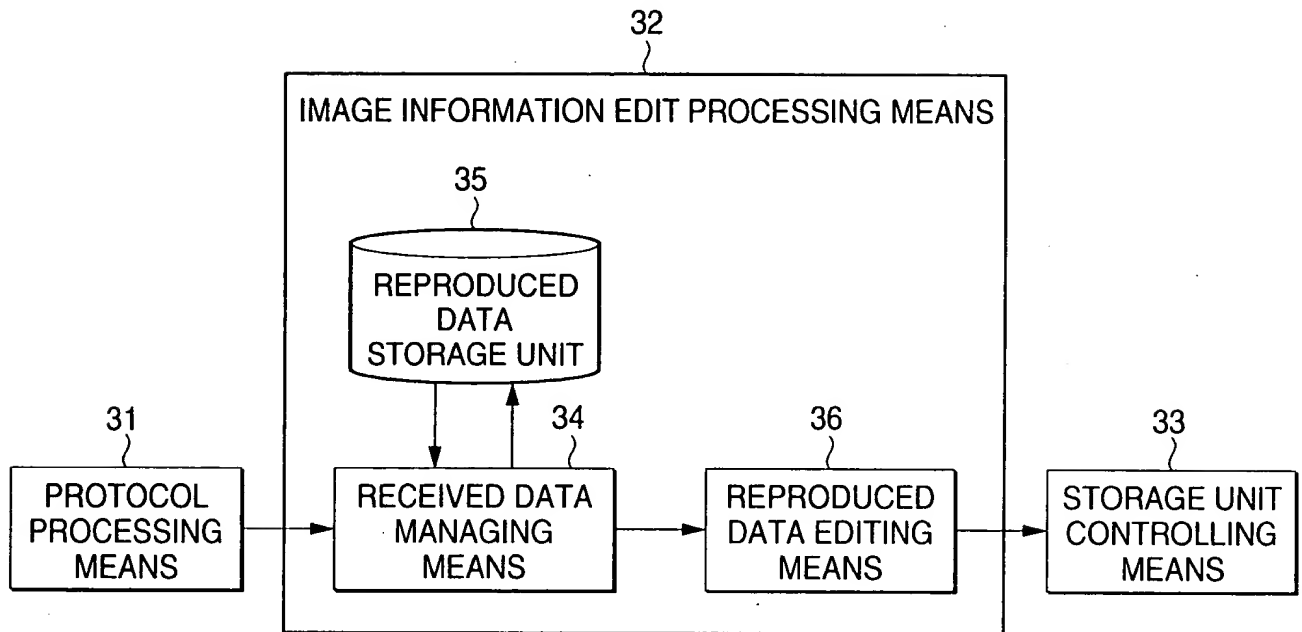 32
IMAGE INFORMATION EDIT PROCESSING MEANS
35
REPRODUCED
DATA
STORAGE UNIT
31
PROTOCOL
PROCESSING
MEANS
34
RECEIVED DATA
MANAGING
MEANS
36
REPRODUCED
DATA EDITING
MEANS
33
STORAGE UNIT
CONTROLLING
MEANS